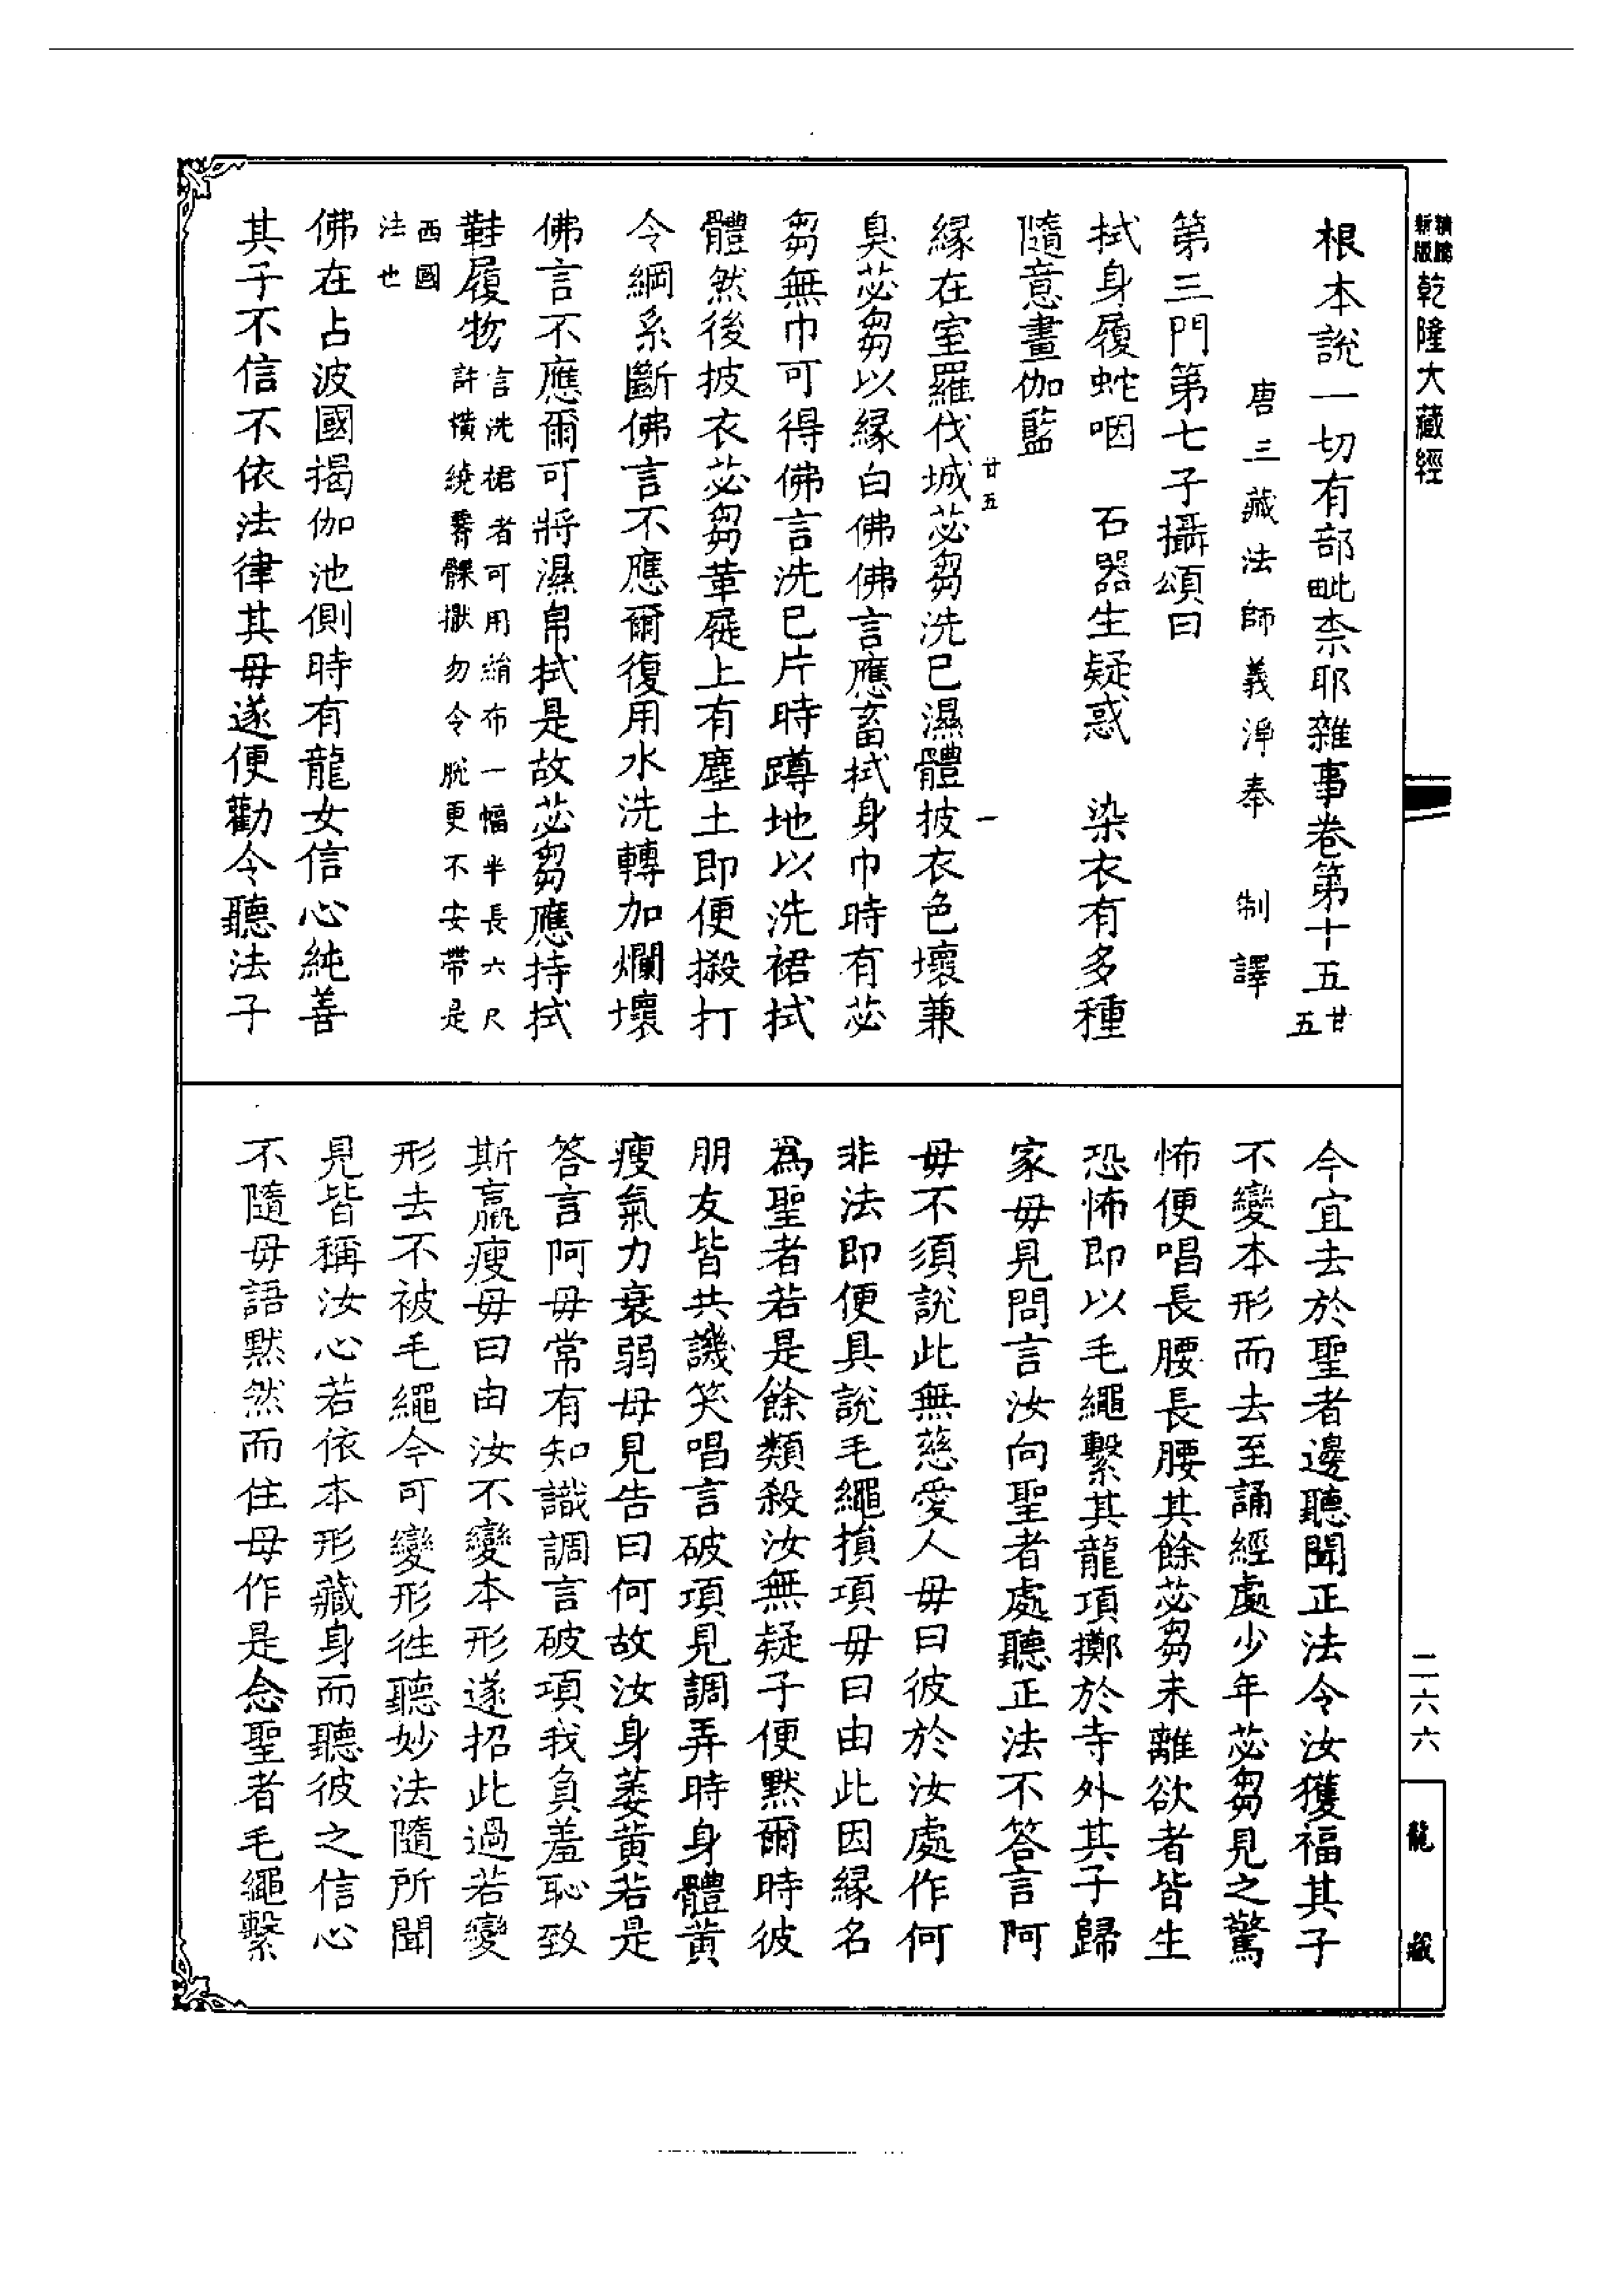 乾隆大藏經
根本說一切有部毗柰耶雜事卷第十五 廿五
唐三藏法師義淨奉 制譯
第三門第七子攝頌曰
拭身履蛇咽 石器生疑惑 染衣有多種
隨意畫伽藍
廿五 一
緣在室羅伐城苾芻洗巳濕體披衣色壞兼
臭苾芻以緣白佛佛言應畜拭身巾時有苾
芻無巾可得佛言洗巳片時蹲地以洗裙拭
體然後披衣苾芻革屣上有塵土即便撥打
令綱系斷佛言不應爾復用水洗轉加爛壞
佛言不應爾可將濕帛拭是故苾芻應持拭
鞋履物 言洗裙者可用絹布一幅半長六尺
許橫繞臀髁擻勿令脫更不安帶是
西國
法也
佛在占波國揭伽池側時有龍女信心純善
其子不信不依法律其毋遂便勸令聽法子
今宜去於聖者邊聽聞正法令汝獲福其子
不變本形而去至誦經處少年苾芻見之驚
怖便唱長腰長腰其餘苾芻未離欲者皆生
恐怖即以毛繩繫其龍項擲於寺外其子歸
家毋見問言汝向聖者處聽正法不答言阿
毋不須說此無慈愛人毋曰彼於汝處作何
非法即便具說毛繩損項毋曰由此因緣名
為聖者若是餘類殺汝無疑子便默爾時彼
朋友皆共譏笑唱言破項見調弄時身體黃
瘦氣力衰弱毋見告曰何故汝身萎黃若是
答言阿毋常有知識調言破項我負羞恥致
斯羸瘦毋曰由汝不變本形遂招此過若變
形去不被毛繩今可變形往聽妙法隨所聞
見皆稱汝心若依本形藏身而聽彼之信心
不隨毋語默然而住毋作是念聖者毛繩繫
二六六
龍藏